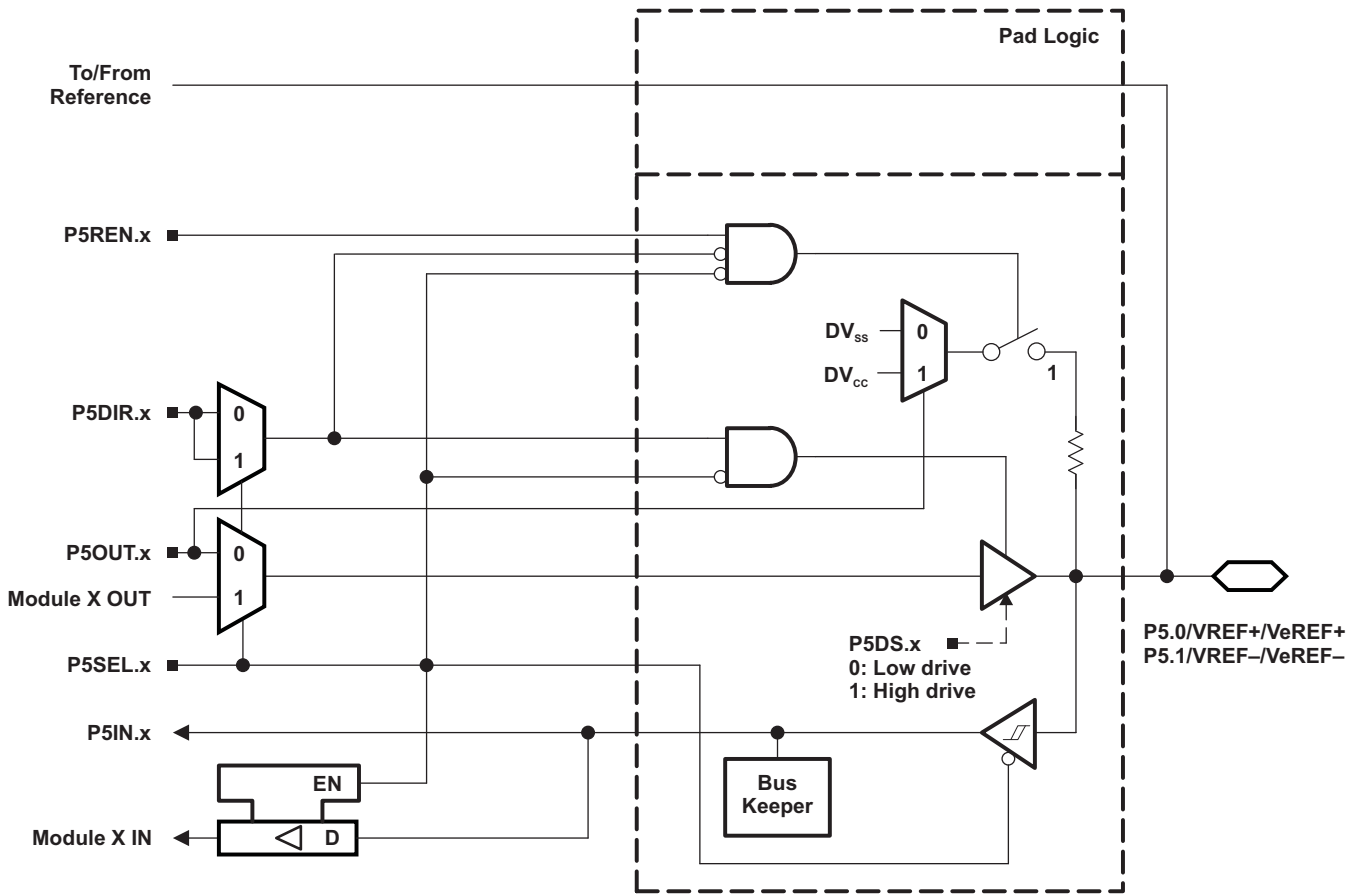 Pad Logic
To/From
Reference
P5REN.x
DVss
0
DVcc
1
1
P5DIR.x
0
1
P5OUT.x
0
Module X OUT
1
P5SEL.x
P5DS.x
0: Low drive
1: High drive
P5.0/VREF+/VeREF+
P5.1/VREF–/VeREF–
P5IN.x
EN
Bus
Keeper
Module X IN
D